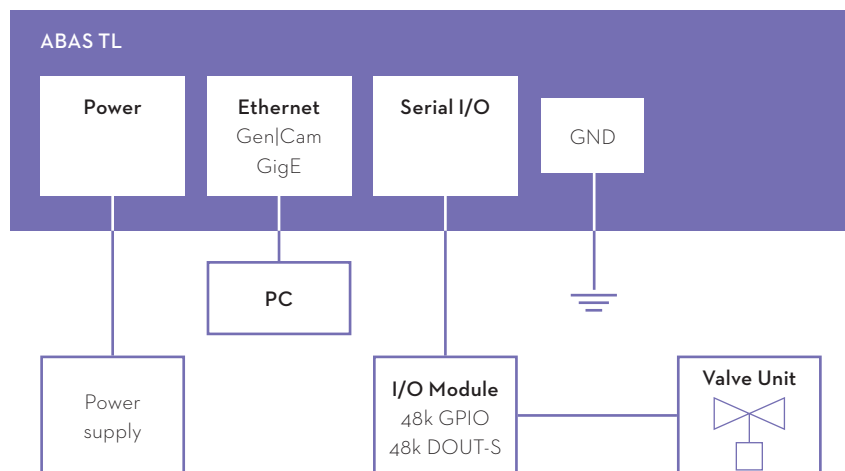 ABAS TL
Power
Ethernet
Gen|Cam
GigE
Serial I/O
GND
PC
Power
supply
I/O Module
48k GPIO
48k DOUT-S
Valve Unit